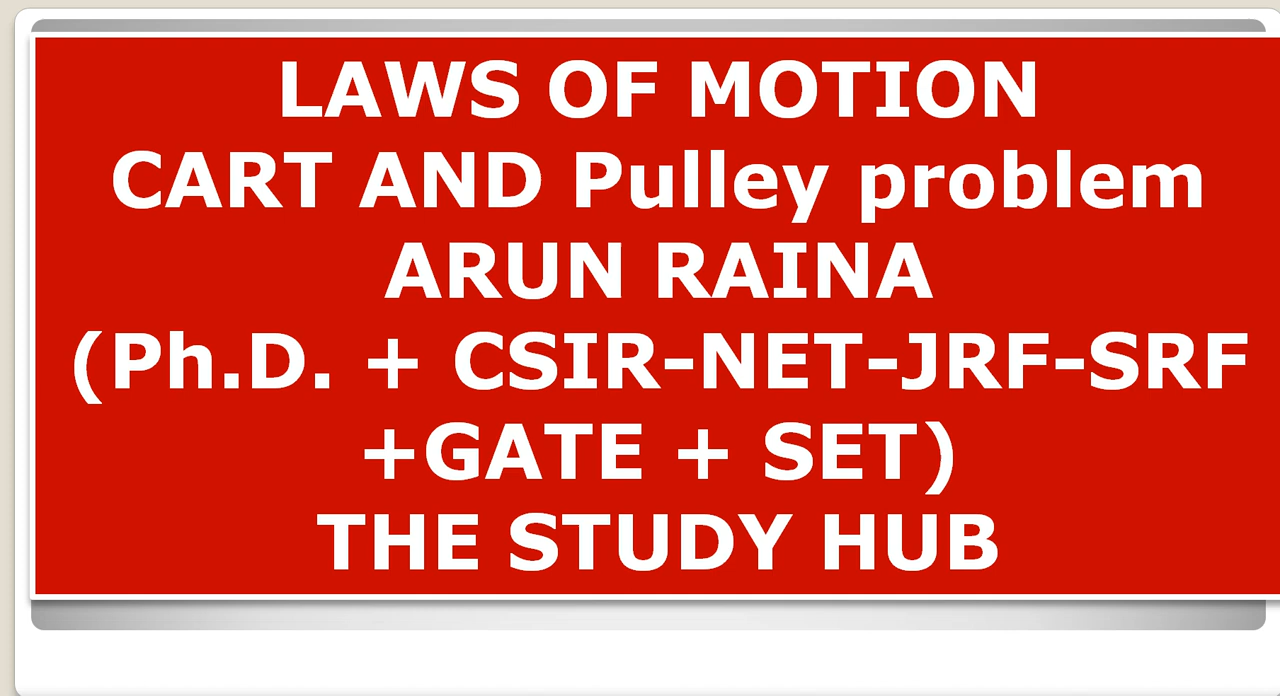 LAWS OF MOTION
CART AND Pulley problem
ARUN RAINA
(Ph.D. + CSIR-NET-JRF-SRF
+GATE + SET)
THE STUDY HUB